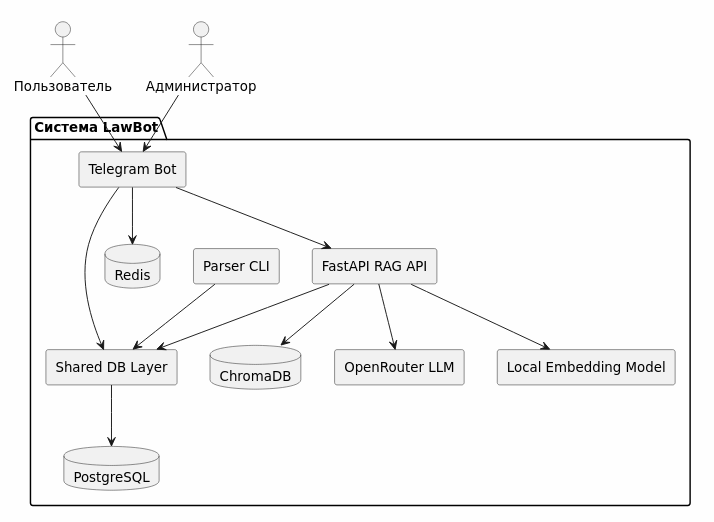 Пользователь
Администратор
Система LawBot
Telegram Bot
Redis
Parser CLI
FastAPI RAG API
Shared DB Layer
ChromaDB
OpenRouter LLM
Local Embedding Model
PostgreSQL